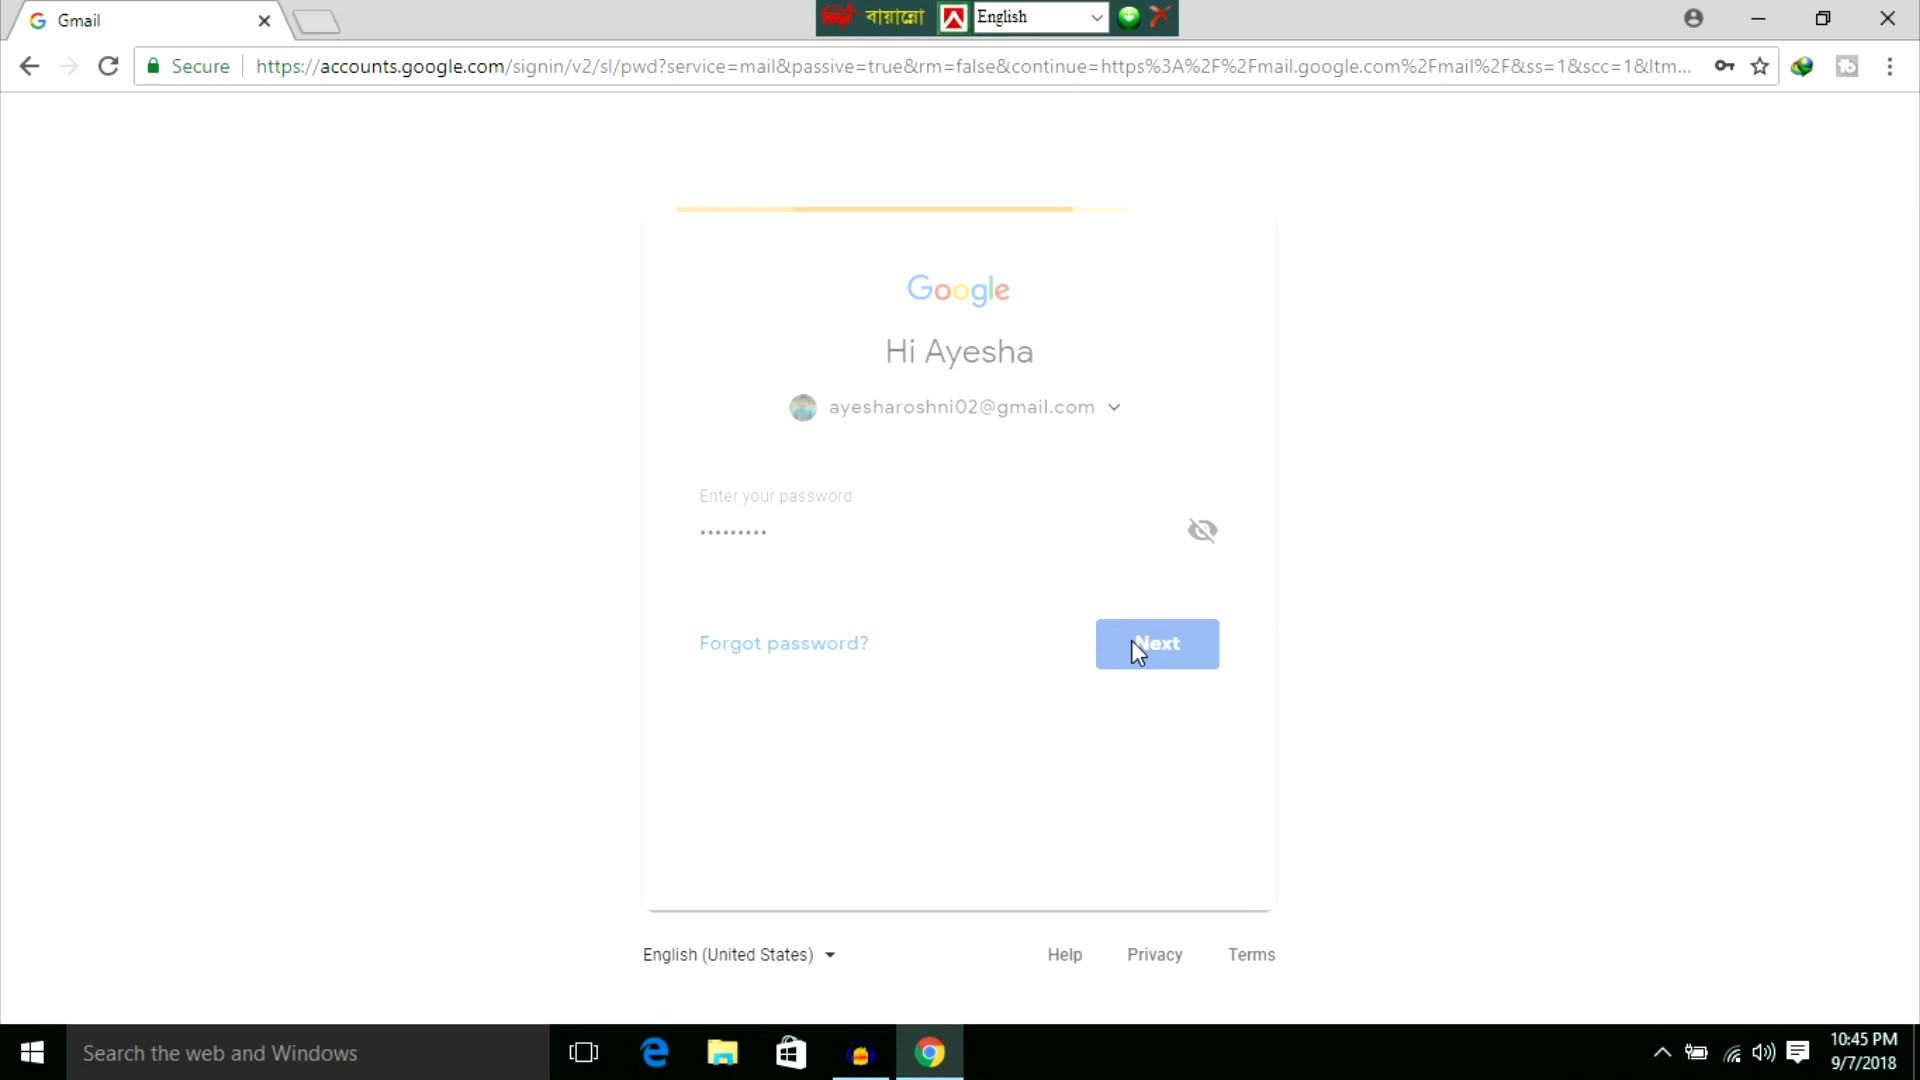 Gmail
বায়ান্নো
English
Secure
https://accounts.google.com/signin/v2/sl/pwd?service=mail&passive=true&rm=false&continue=https%3A%2F%2Fmail.google.com%2Fmail%2F&ss=1&scc=1&ltm...
Google
Hi Ayesha
ayesharoshni02@gmail.com
Enter your password
Forgot password?
Next
English (United States)
Help
Privacy
Terms
Search the web and Windows
10:45 PM
9/7/2018